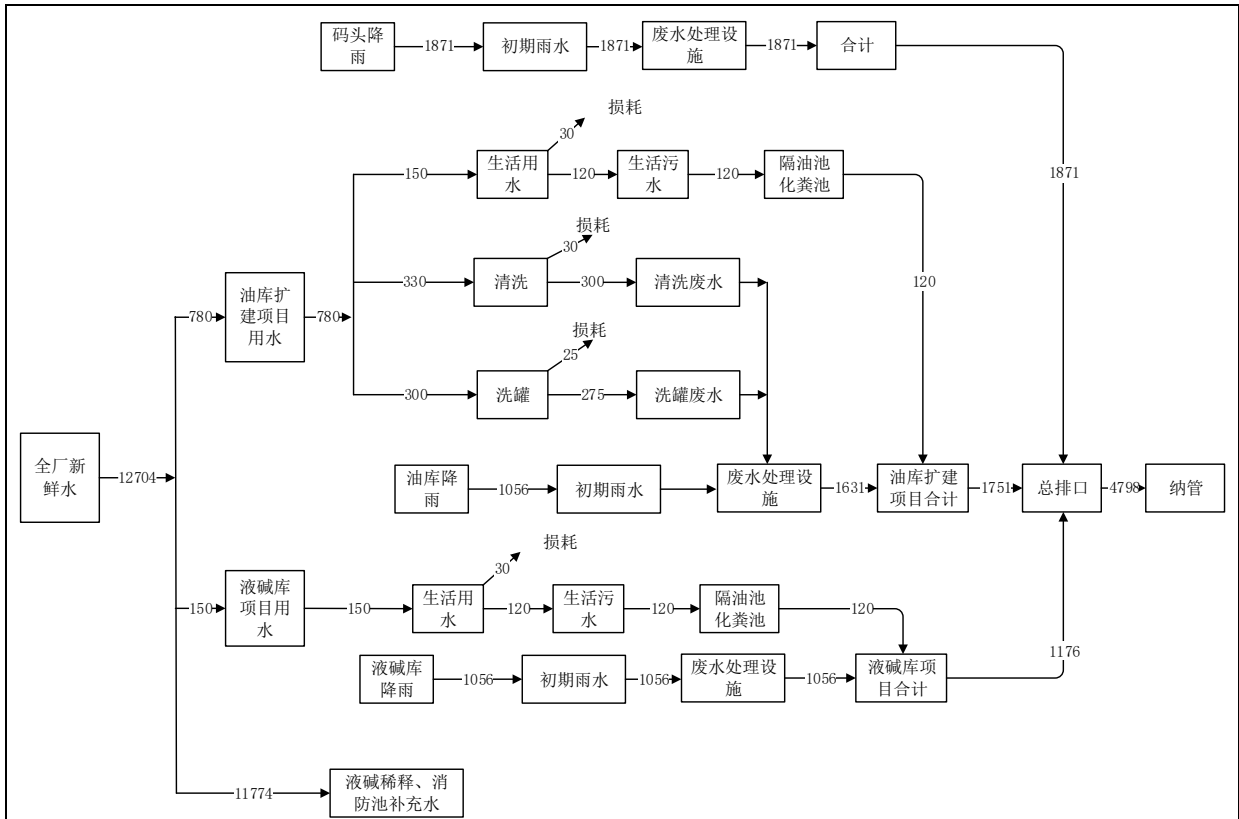 码头降
雨
1871
初期雨水
1871
废水处理设
施
1871
合计
1871
损耗
30
150
生活用
水
120
生活污
水
120
隔油池
化粪池
120
损耗
30
330
清洗
300
清洗废水
780
油库扩
建项目
用水
780
损耗
25
300
洗罐
275
洗罐废水
全厂新
鲜水
12704
油库降
雨
1056
初期雨水
废水处理设
施
1631
油库扩建
项目合计
1751
总排口
4798
纳管
损耗
30
150
液碱库
项目用
水
150
生活用
水
120
生活污
水
120
隔油池
化粪池
120
液碱库
降雨
1056
初期雨水
1056
废水处理设
施
1056
液碱库项
目合计
1176
11774
液碱稀释、消
防池补充水